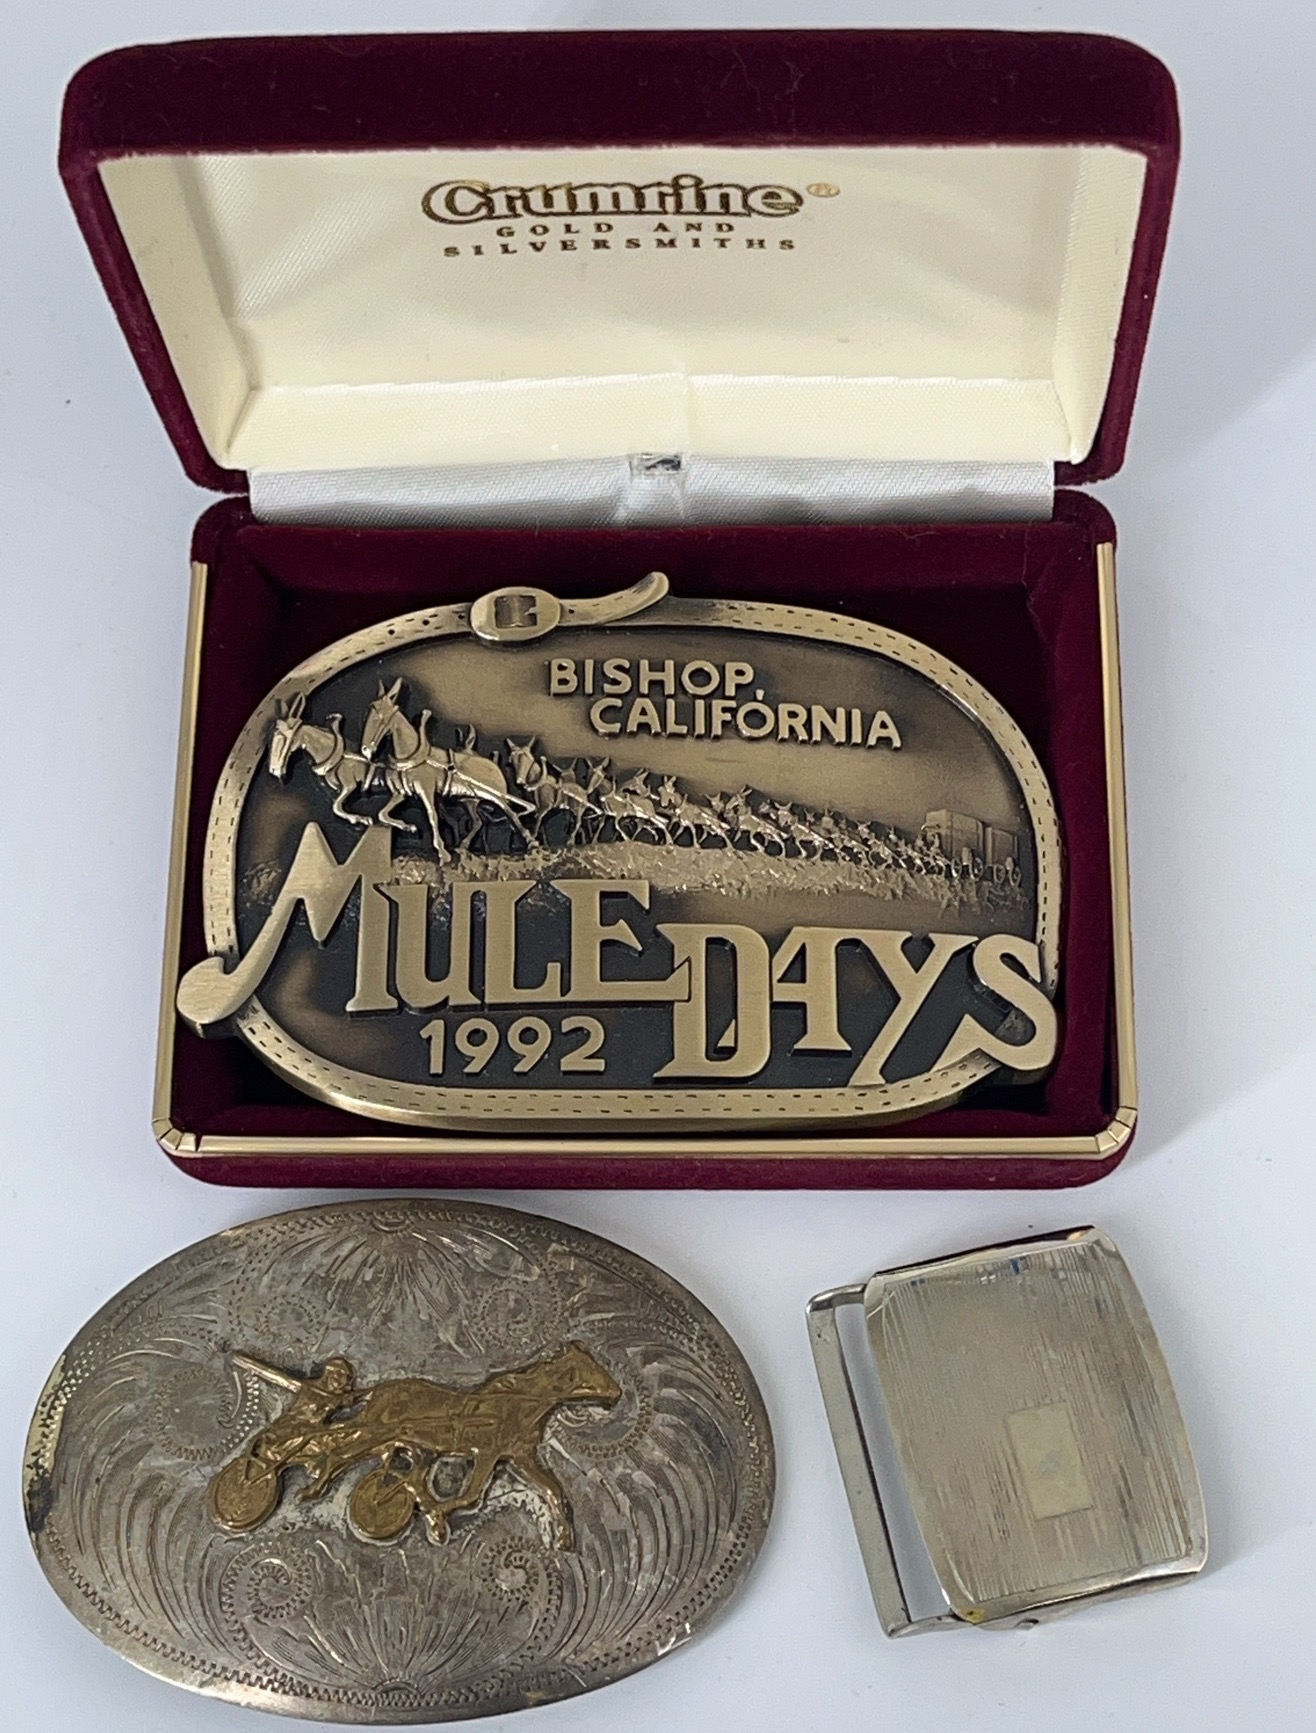 Crumrine®
GOLD AND
SILVERSMITHS
BISHOP,
CALIFORNIA
MULE DAYS
1992